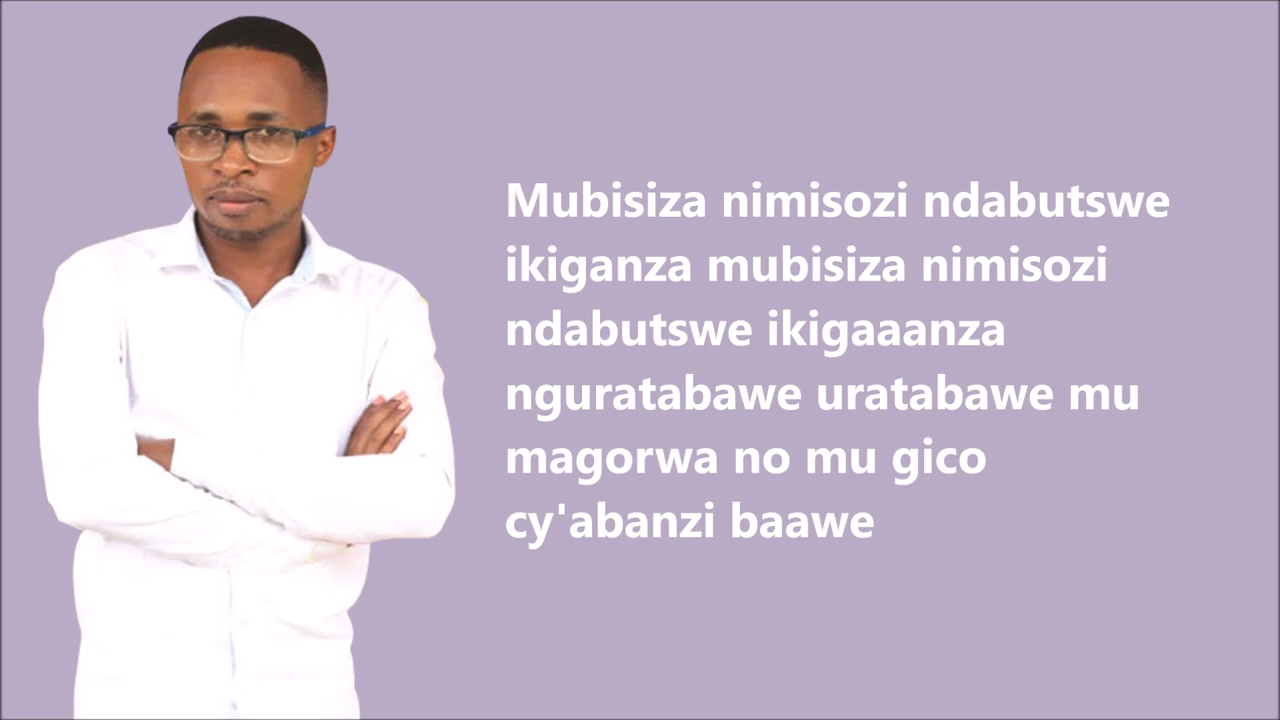 Mubisiza nimisozi ndabutswe
ikiganza mubisiza nimisozi
ndabutswe ikigaaanza
nguratabawe uratabawe mu
magorwa no mu gico
cy'abanzi baawe